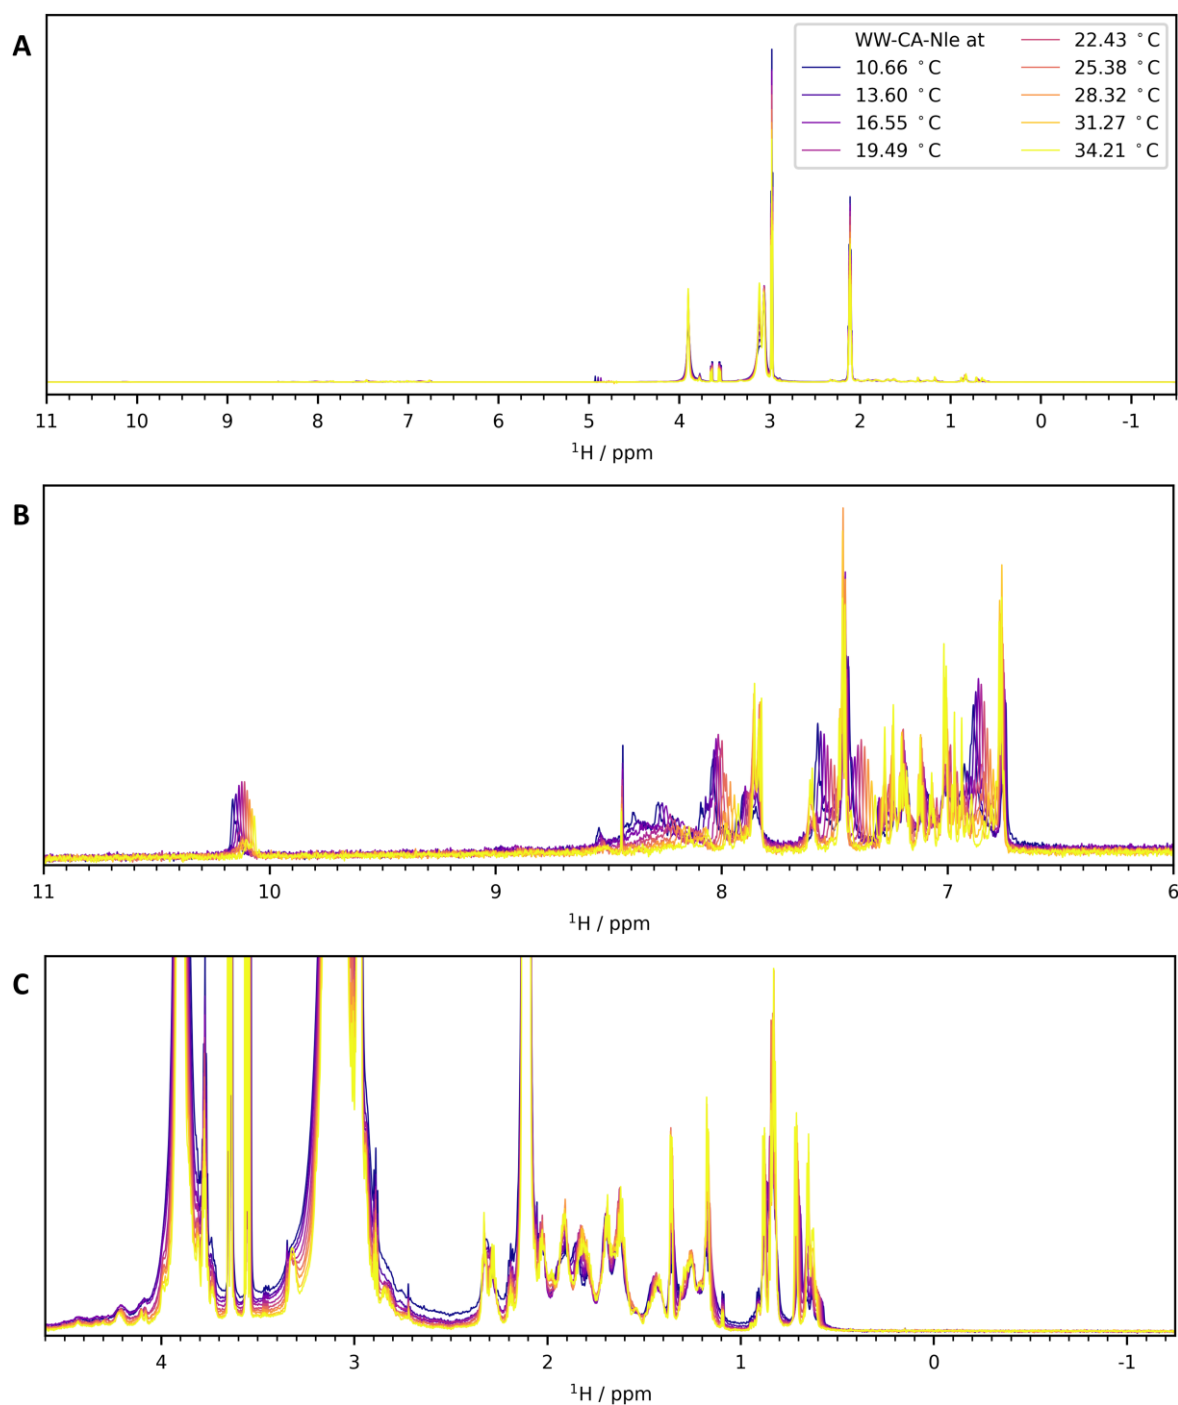 A
WW-CA-Nle at
10.66 °C
13.60 °C
16.55 °C
19.49 °C
22.43 °C
25.38 °C
28.32 °C
31.27 °C
34.21 °C
11 10 9 8 7 6 5 4 3 2 1 0 -1
¹H / ppm
B
11 10 9 8 7 6
¹H / ppm
C
4 3 2 1 0 -1
¹H / ppm